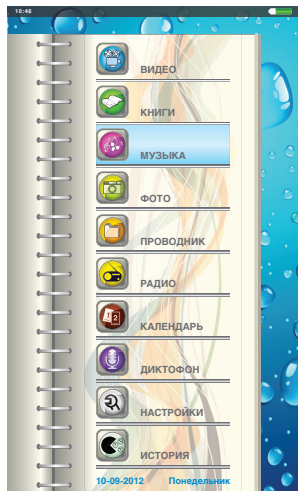 10:46
ВИДЕО
КНИГИ
МУЗЫКА
ФОТО
ПРОВОДНИК
РАДИО
КАЛЕНДАРЬ
ДИКТОФОН
НАСТРОЙКИ
ИСТОРИЯ
10-09-2012 Понедельник